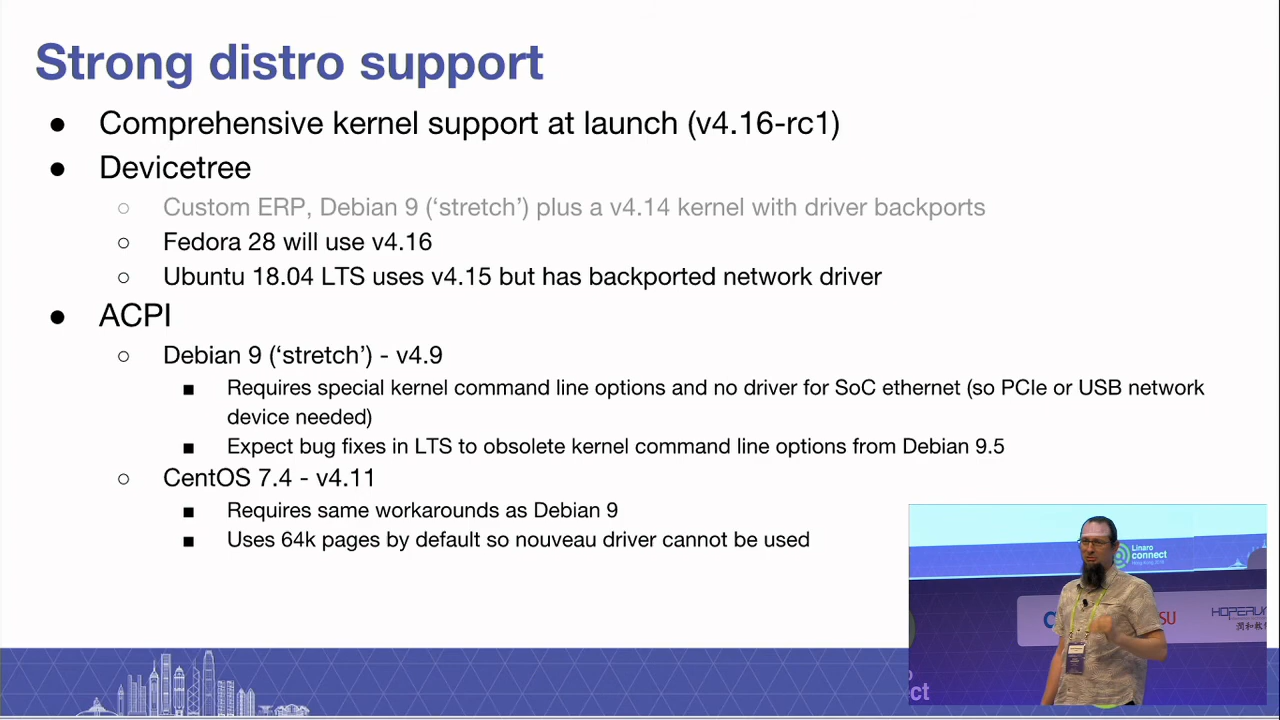 Strong distro support
● Comprehensive kernel support at launch (v4.16-rc1)
● Devicetree
○ Custom ERP, Debian 9 (‘stretch’) plus a v4.14 kernel with driver backports
○ Fedora 28 will use v4.16
○ Ubuntu 18.04 LTS uses v4.15 but has backported network driver
● ACPI
○ Debian 9 (‘stretch’) - v4.9
■ Requires special kernel command line options and no driver for SoC ethernet (so PCIe or USB network
device needed)
■ Expect bug fixes in LTS to obsolete kernel command line options from Debian 9.5
○ CentOS 7.4 - v4.11
■ Requires same workarounds as Debian 9
■ Uses 64k pages by default so nouveau driver cannot be used
Linaro
connect